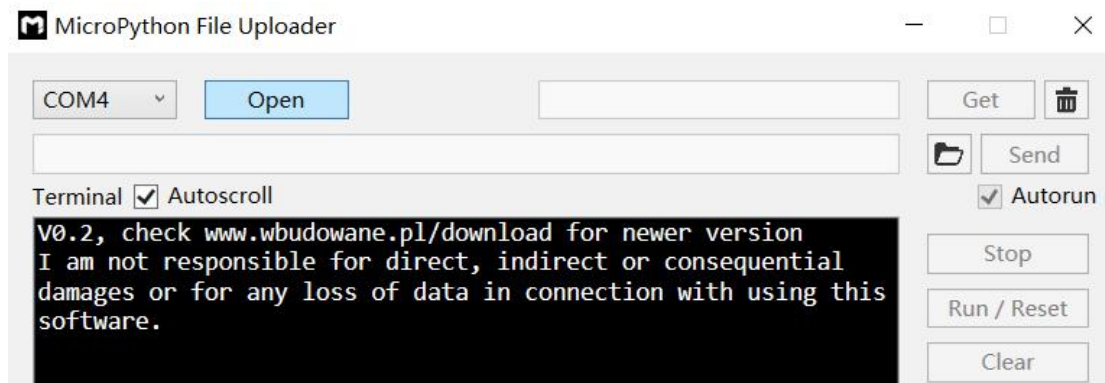 MicroPython File Uploader
COM4 Open Get
Send
Terminal Autoscroll Autorun
V0.2, check www.wbudowane.pl/download for newer version
I am not responsible for direct, indirect or consequential
damages or for any loss of data in connection with using this
software.
Stop
Run / Reset
Clear